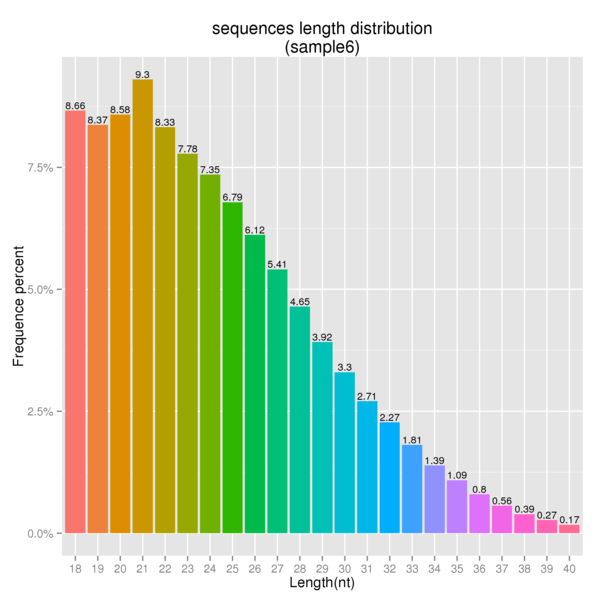 sequences length distribution
(sample6)
Frequence percent
7.5%
5.0%
2.5%
0.0%
8.66 8.37 8.58 9.3 8.33 7.78 7.35 6.79 6.12 5.41 4.65 3.92 3.3 2.71 2.27 1.81 1.39 1.09 0.8 0.56 0.39 0.27 0.17
18 19 20 21 22 23 24 25 26 27 28 29 30 31 32 33 34 35 36 37 38 39 40
Length(nt)